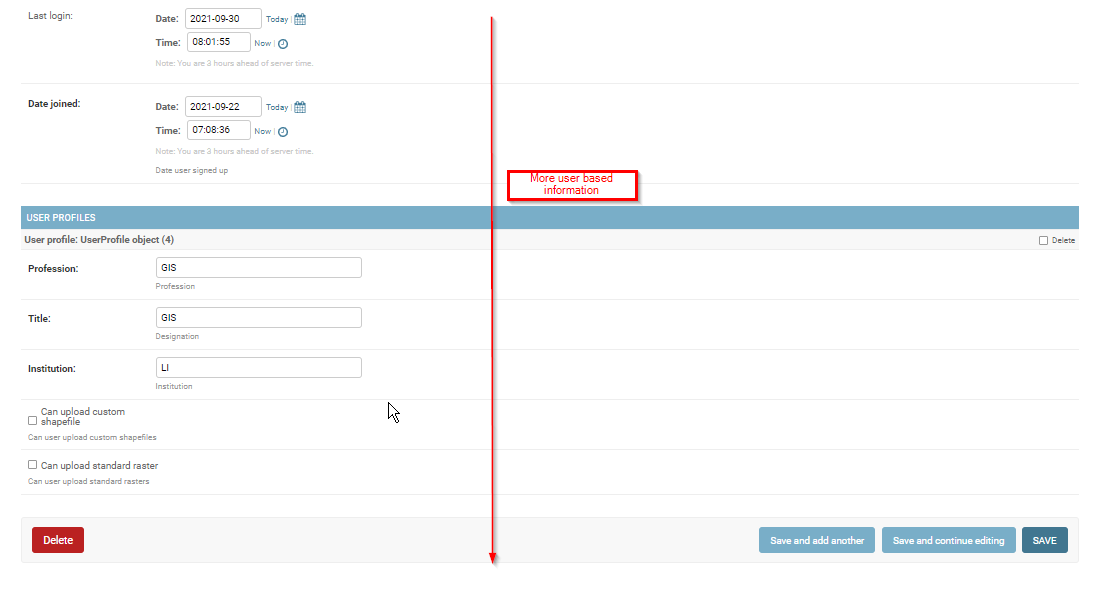 Last login:
Date: 2021-09-30 Today |
Time: 08:01:55 Now |
Note: You are 3 hours ahead of server time.
Date joined:
Date: 2021-09-22 Today |
Time: 07:08:36 Now |
Note: You are 3 hours ahead of server time.
Date user signed up
More user based
information
USER PROFILES
User profile: UserProfile object (4) Delete
Profession: GIS
Profession
Title: GIS
Designation
Institution: LI
Institution
Can upload custom
shapefile
Can user upload custom shapefiles
Can upload standard raster
Can user upload standard rasters
Delete Save and add another Save and continue editing SAVE